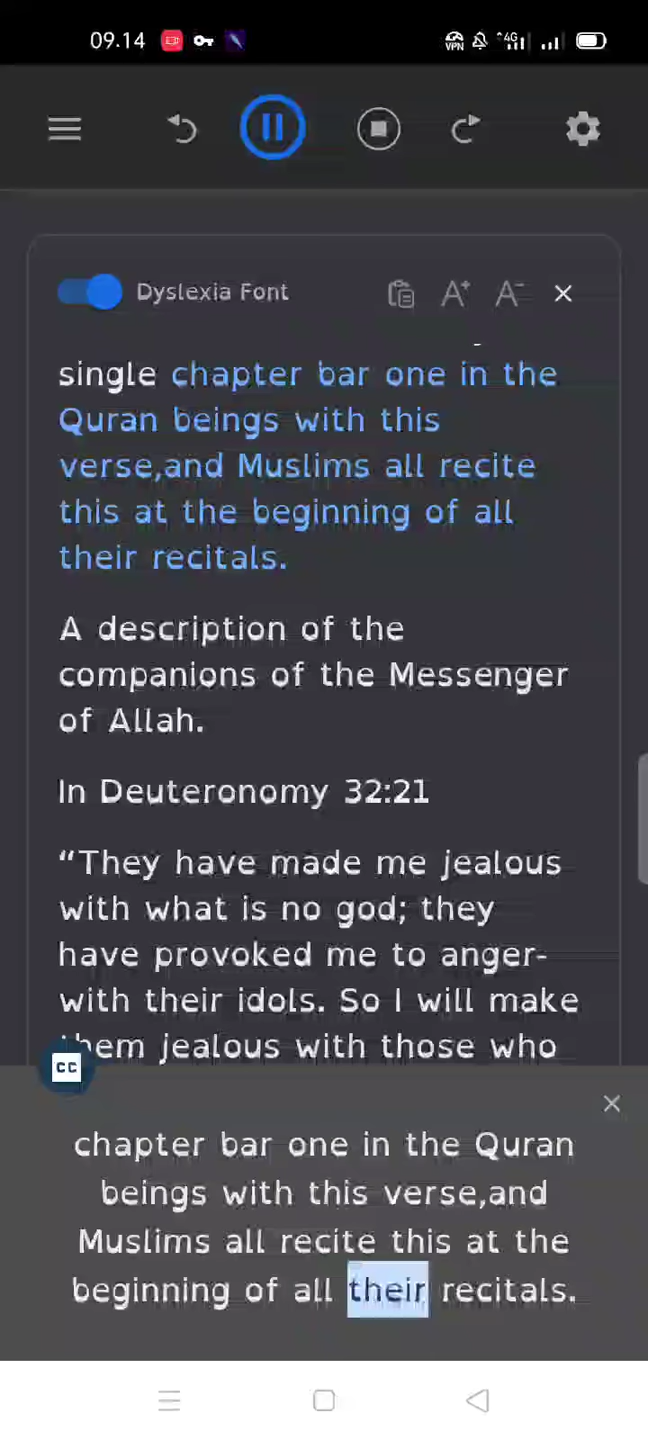 09.14
VPN
4G
Dyslexia Font
A+
A-
single chapter bar one in the
Quran beings with this
verse,and Muslims all recite
this at the beginning of all
their recitals.
A description of the
companions of the Messenger
of Allah.
In Deuteronomy 32:21
“They have made me jealous
with what is no god; they
have provoked me to anger-
with their idols. So I will make
them jealous with those who
CC
chapter bar one in the Quran
beings with this verse,and
Muslims all recite this at the
beginning of all their recitals.